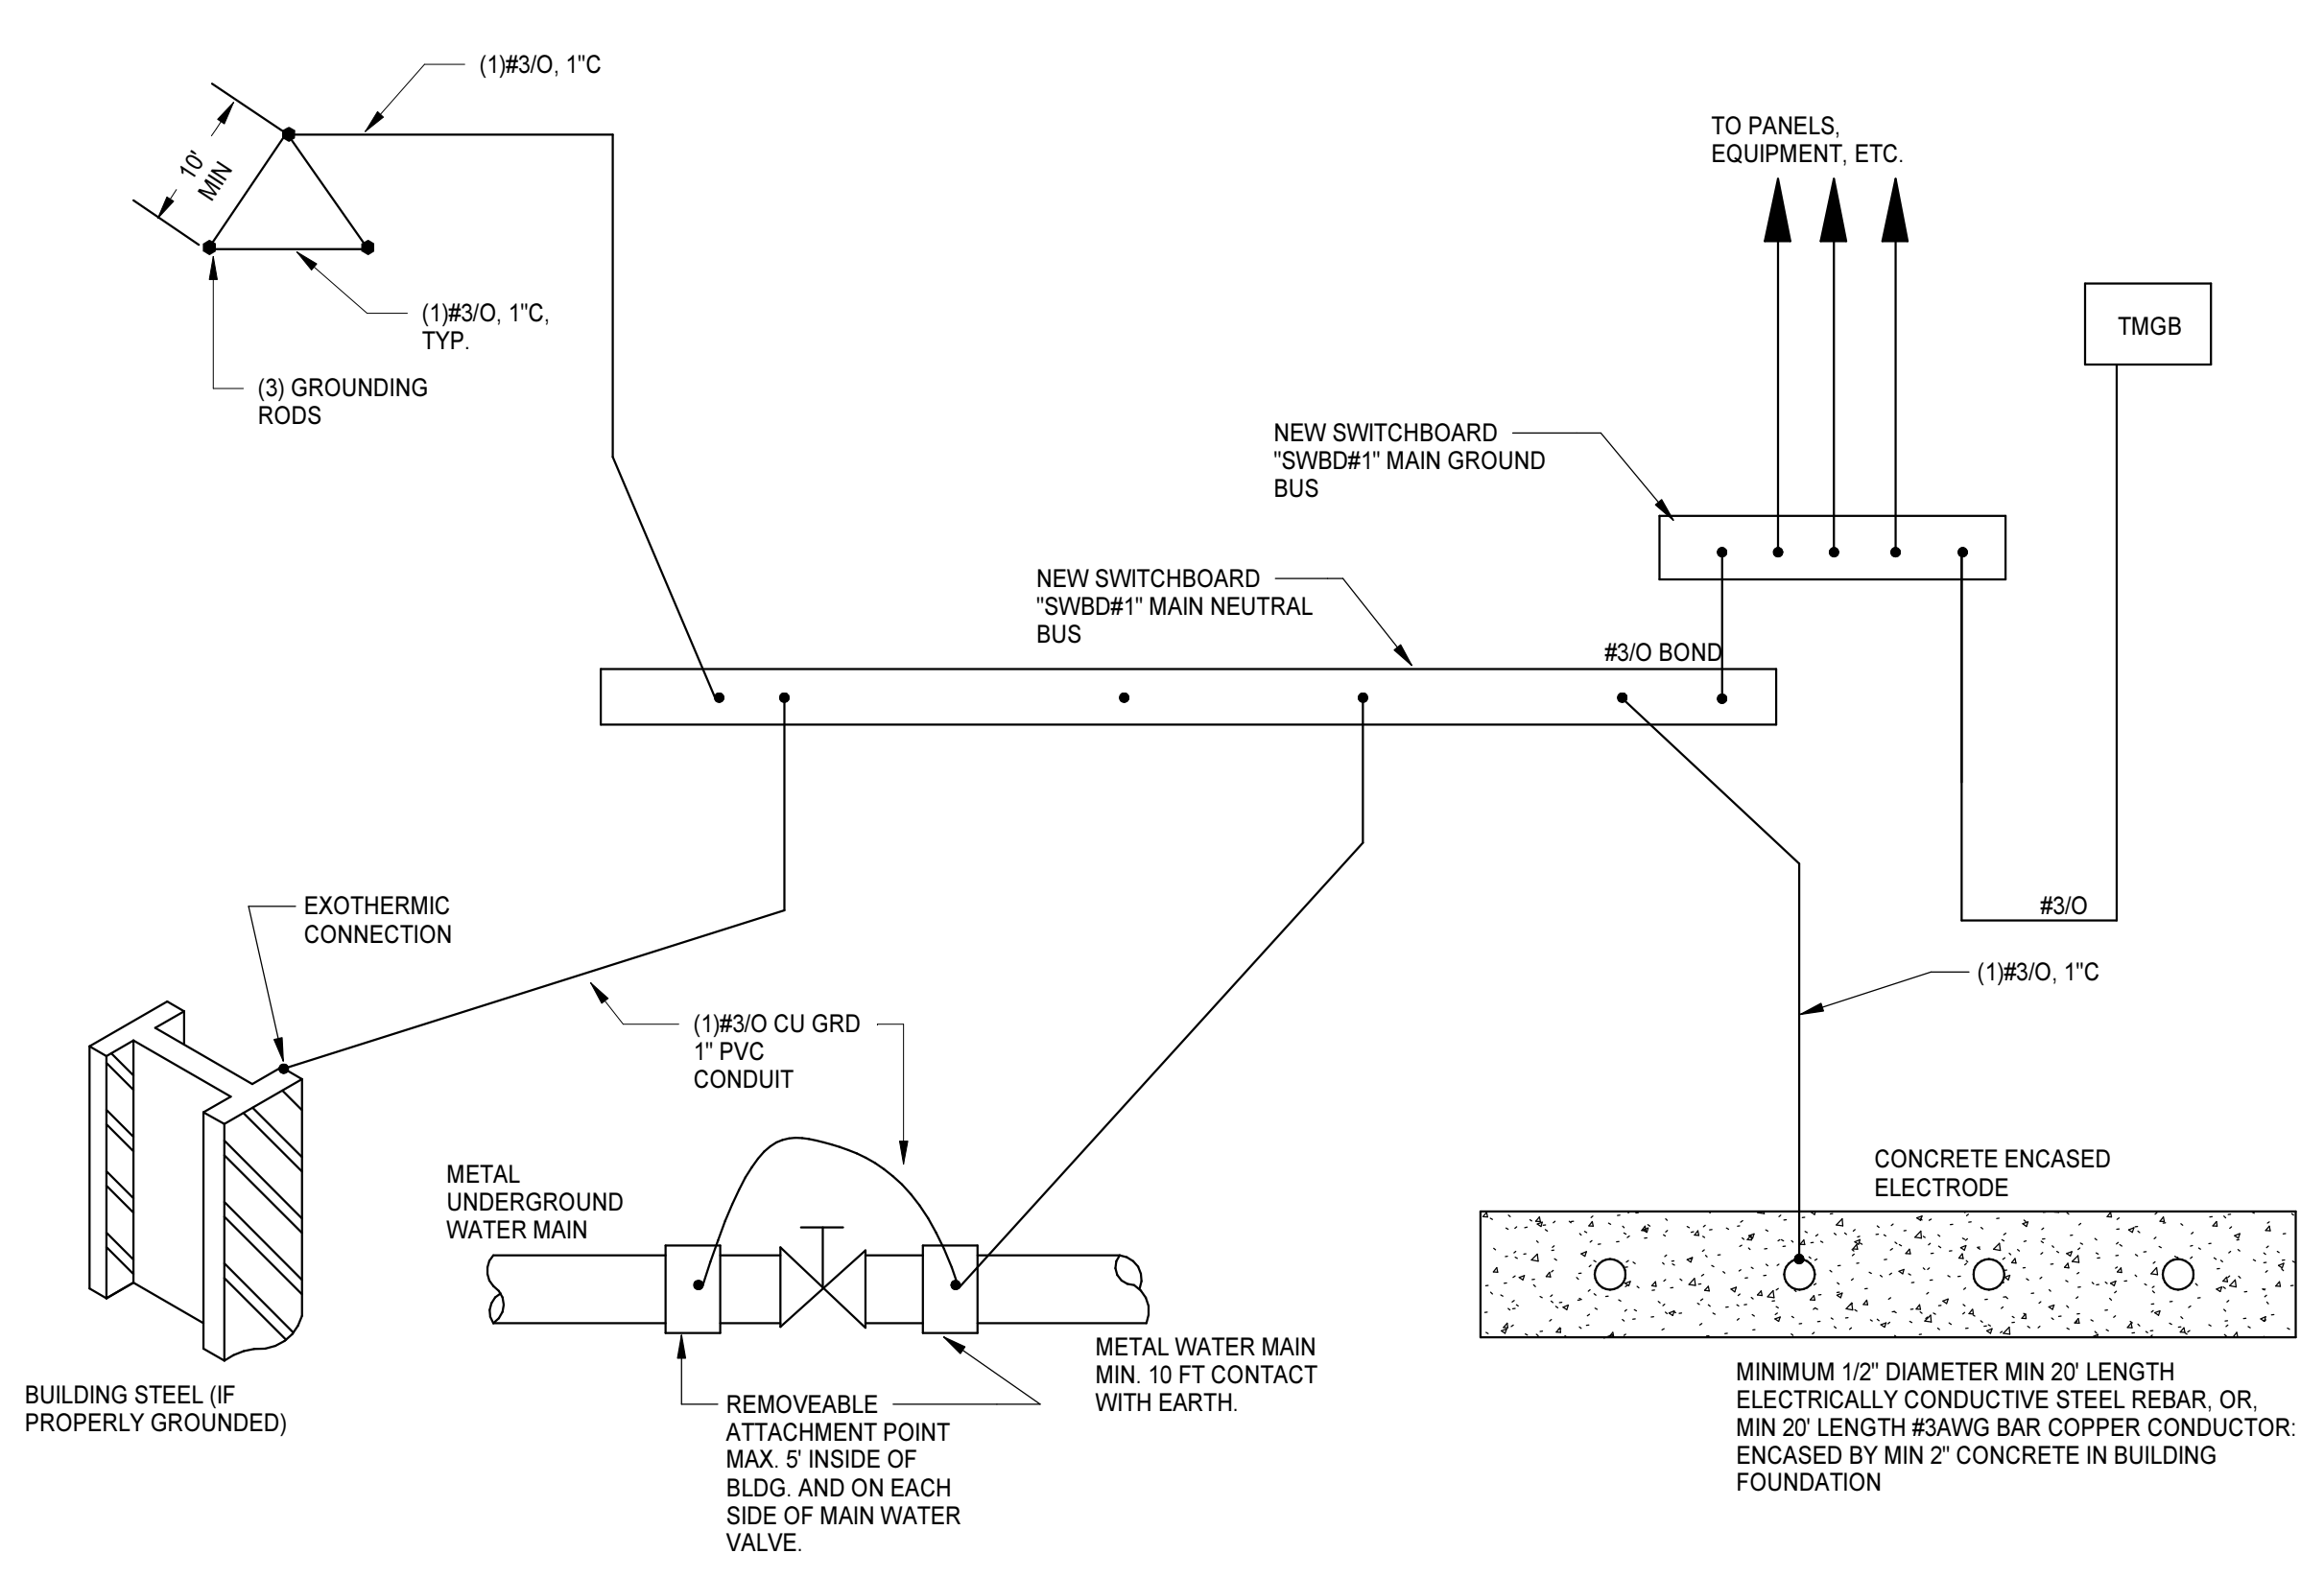 (1)#3/O, 1"C
10'
MIN
(1)#3/O, 1"C,
TYP.
(3) GROUNDING
RODS
TO PANELS,
EQUIPMENT, ETC.
TMGB
NEW SWITCHBOARD
"SWBD#1" MAIN GROUND
BUS
NEW SWITCHBOARD
"SWBD#1" MAIN NEUTRAL
BUS
#3/O BOND
EXOTHERMIC
CONNECTION
#3/O
(1)#3/O, 1"C
(1)#3/O CU GRD
1" PVC
CONDUIT
METAL
UNDERGROUND
WATER MAIN
CONCRETE ENCASED
ELECTRODE
BUILDING STEEL (IF
PROPERLY GROUNDED)
REMOVEABLE
ATTACHMENT POINT
MAX. 5' INSIDE OF
BLDG. AND ON EACH
SIDE OF MAIN WATER
VALVE.
METAL WATER MAIN
MIN. 10 FT CONTACT
WITH EARTH.
MINIMUM 1/2" DIAMETER MIN 20' LENGTH
ELECTRICALLY CONDUCTIVE STEEL REBAR, OR,
MIN 20' LENGTH #3AWG BAR COPPER CONDUCTOR:
ENCASED BY MIN 2" CONCRETE IN BUILDING
FOUNDATION